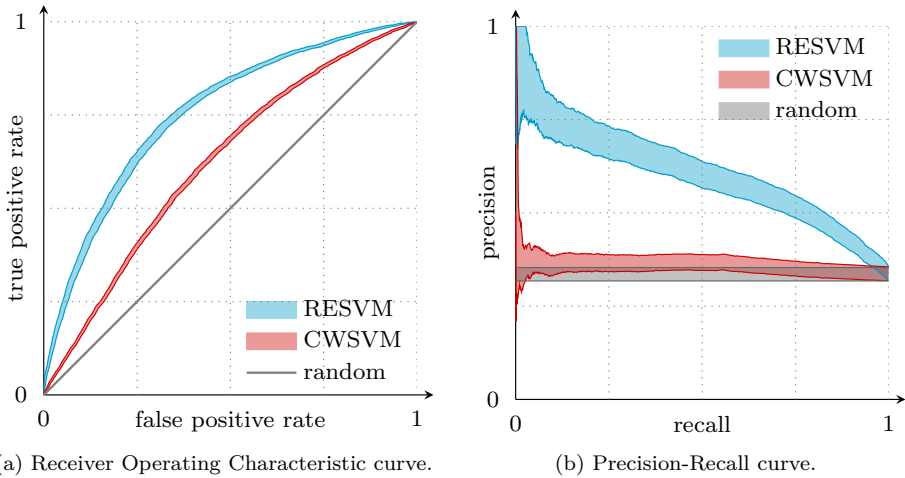 1
true positive rate
RESVM
CWSVM
random
0
0
false positive rate
1
(a) Receiver Operating Characteristic curve.
1
precision
RESVM
CWSVM
random
0
0
recall
1
(b) Precision-Recall curve.